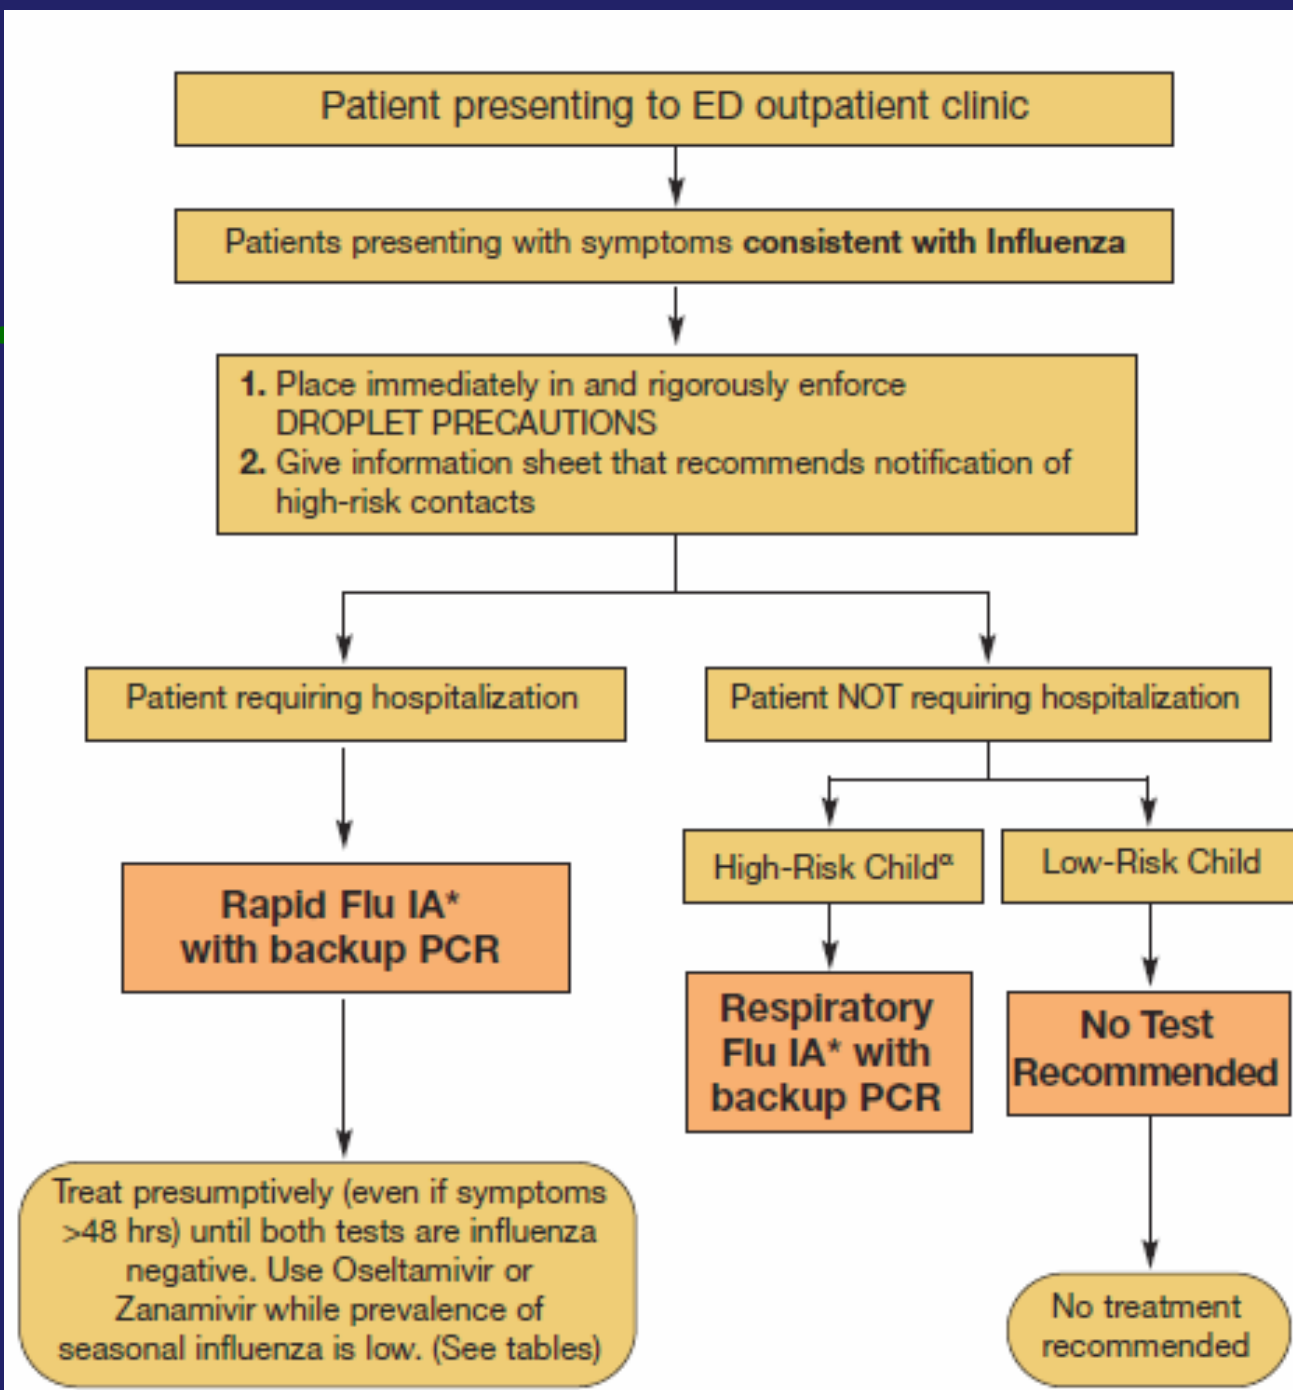 Patient presenting to ED outpatient clinic
Patients presenting with symptoms consistent with Influenza
1. Place immediately in and rigorously enforce
DROPLET PRECAUTIONS
2. Give information sheet that recommends notification of
high-risk contacts
Patient requiring hospitalization
Patient NOT requiring hospitalization
High-Risk Childα
Low-Risk Child
Rapid Flu IA*
with backup PCR
Respiratory
Flu IA* with
backup PCR
No Test
Recommended
Treat presumptively (even if symptoms
>48 hrs) until both tests are influenza
negative. Use Oseltamivir or
Zanamivir while prevalence of
seasonal influenza is low. (See tables)
No treatment
recommended